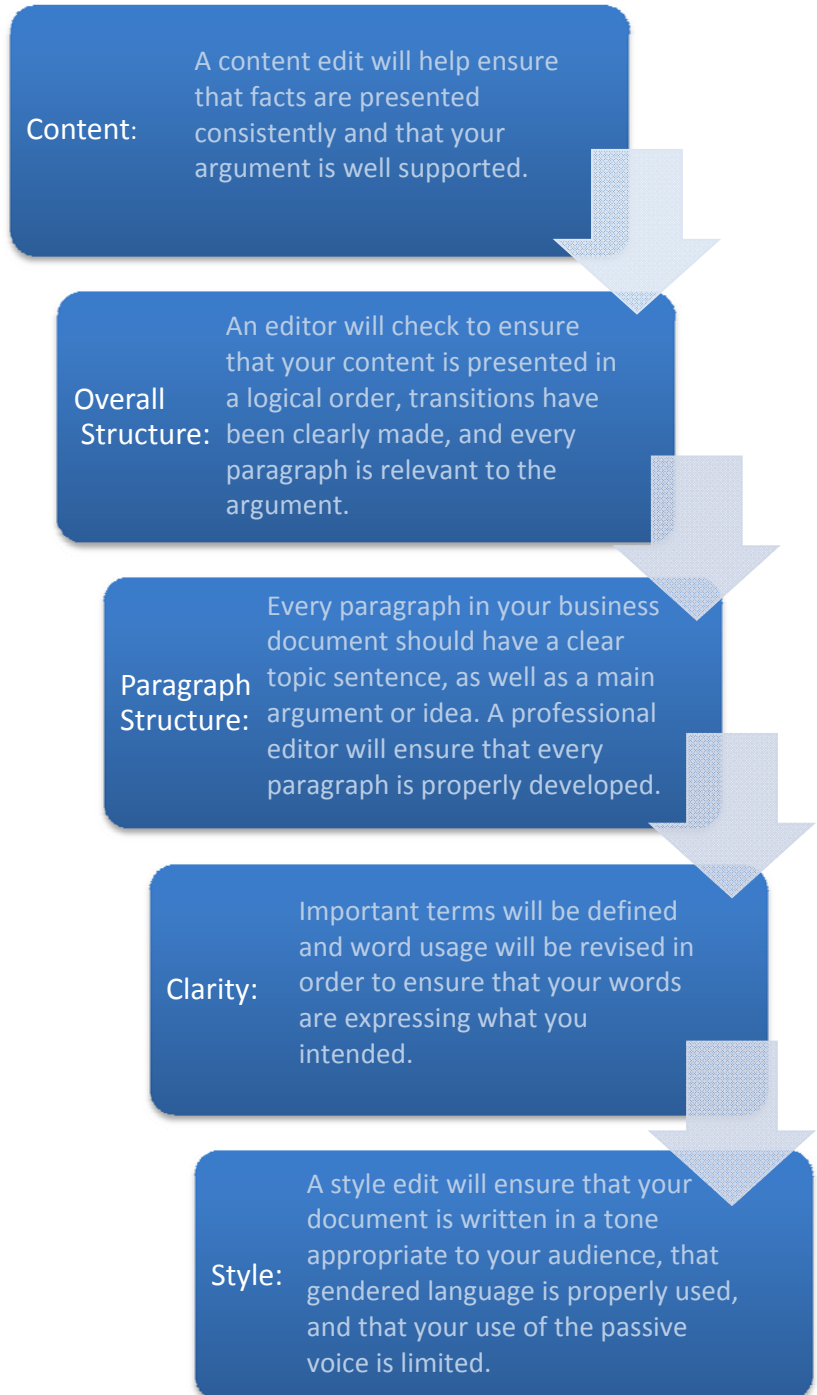 Content:
A content edit will help ensure
that facts are presented
consistently and that your
argument is well supported.
Overall
Structure:
An editor will check to ensure
that your content is presented in
a logical order, transitions have
been clearly made, and every
paragraph is relevant to the
argument.
Paragraph
Structure:
Every paragraph in your business
document should have a clear
topic sentence, as well as a main
argument or idea. A professional
editor will ensure that every
paragraph is properly developed.
Clarity:
Important terms will be defined
and word usage will be revised in
order to ensure that your words
are expressing what you
intended.
Style:
A style edit will ensure that your
document is written in a tone
appropriate to your audience, that
gendered language is properly used,
and that your use of the passive
voice is limited.